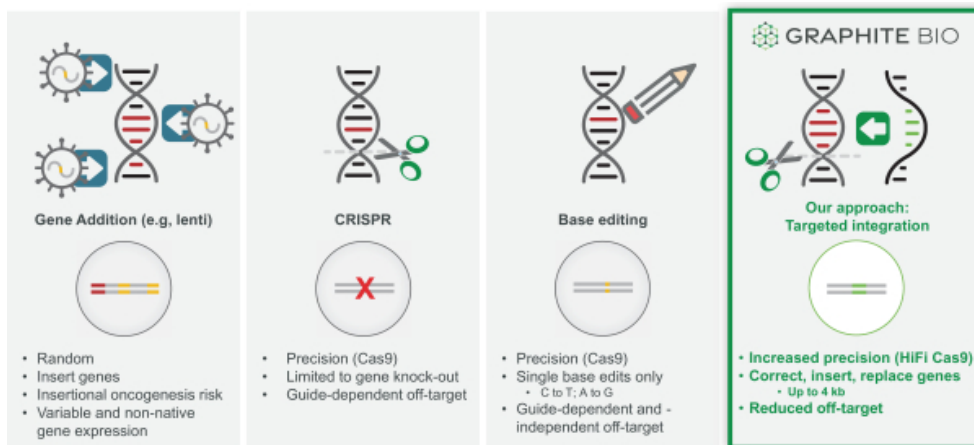 GRAPHITE BIO
Gene Addition (e.g, lenti)
• Random
• Insert genes
• Insertional oncogenesis risk
• Variable and non-native
gene expression
CRISPR
X
• Precision (Cas9)
• Limited to gene knock-out
• Guide-dependent off-target
Base editing
• Precision (Cas9)
• Single base edits only
• C to T; A to G
• Guide-dependent and -
independent off-target
Our approach:
Targeted integration
• Increased precision (HiFi Cas9)
• Correct, insert, replace genes
• Up to 4 kb
• Reduced off-target